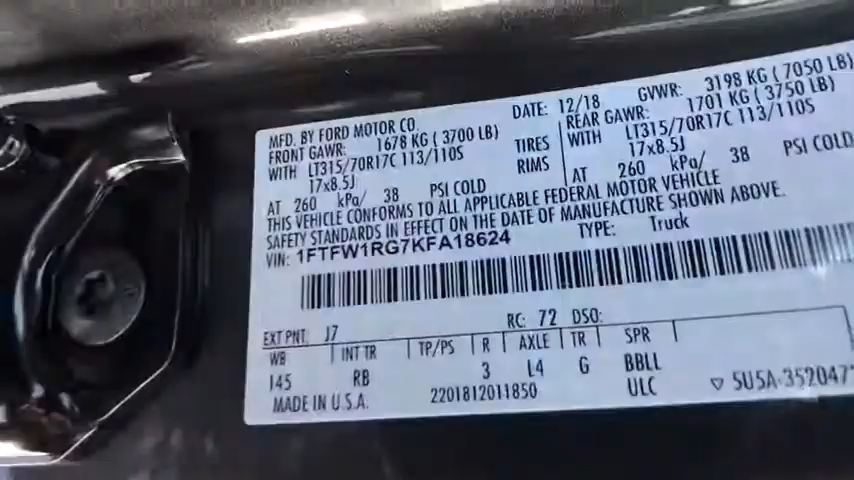 MFD. BY FORD MOTOR CO. DATE: 12/18 GVWR: 3198 KG ( 7050 LB)
FRONT GAWR: 1678 KG ( 3700 LB) REAR GAWR: 1701 KG ( 3750 LB)
WITH LT315/70R17C 113/110S TIRES WITH LT315/70R17C 113/110S
17x8.5J RIMS 17x8.5J
AT 260 kPa/ 38 PSI COLD AT 260 kPa/ 38 PSI COLD
THIS VEHICLE CONFORMS TO ALL APPLICABLE FEDERAL MOTOR VEHICLE
SAFETY STANDARDS IN EFFECT ON THE DATE OF MANUFACTURE SHOWN ABOVE.
VIN: 1FTFW1RG7KFA18624 TYPE: Truck
EXT PNT: J7 RC: 72 DSO:
WB INT TR TP/PS R AXLE TR SPR
145 RB 3 L4 G BBLL
MADE IN U.S.A. 2201812011850 ULC ▽ 5U5A-352047